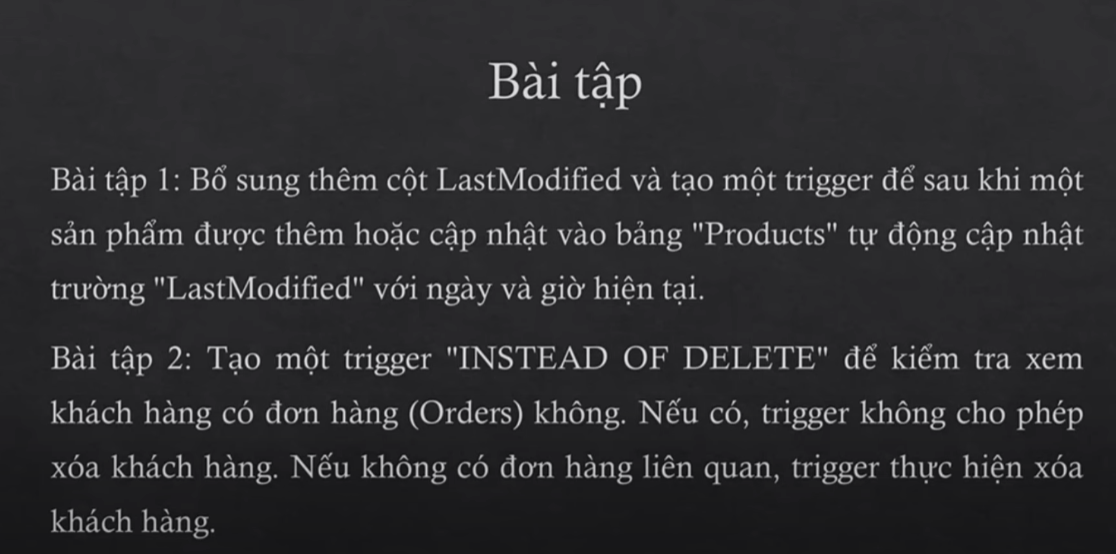 Bài tập
Bài tập 1: Bổ sung thêm cột LastModified và tạo một trigger để sau khi một
sản phẩm được thêm hoặc cập nhật vào bảng "Products" tự động cập nhật
trường "LastModified" với ngày và giờ hiện tại.
Bài tập 2: Tạo một trigger "INSTEAD OF DELETE" để kiểm tra xem
khách hàng có đơn hàng (Orders) không. Nếu có, trigger không cho phép
xóa khách hàng. Nếu không có đơn hàng liên quan, trigger thực hiện xóa
khách hàng.